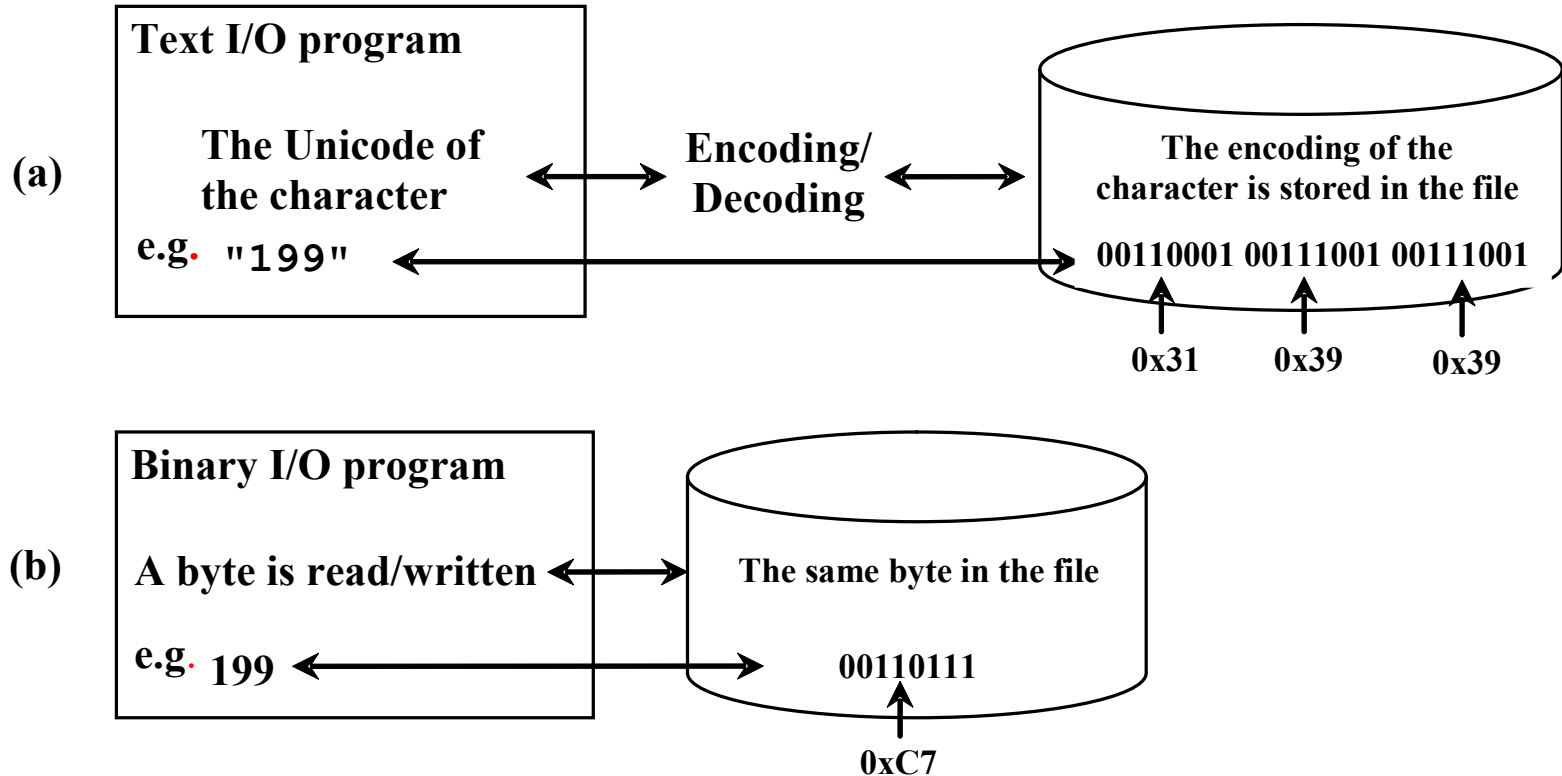 Text I/O program
The Unicode of
the character
Encoding/
Decoding
The encoding of the
character is stored in the file
(a)
e.g. "199"
00110001 00111001 00111001
0x31 0x39 0x39
Binary I/O program
(b)
A byte is read/written
The same byte in the file
e.g. 199
00110111
0xC7